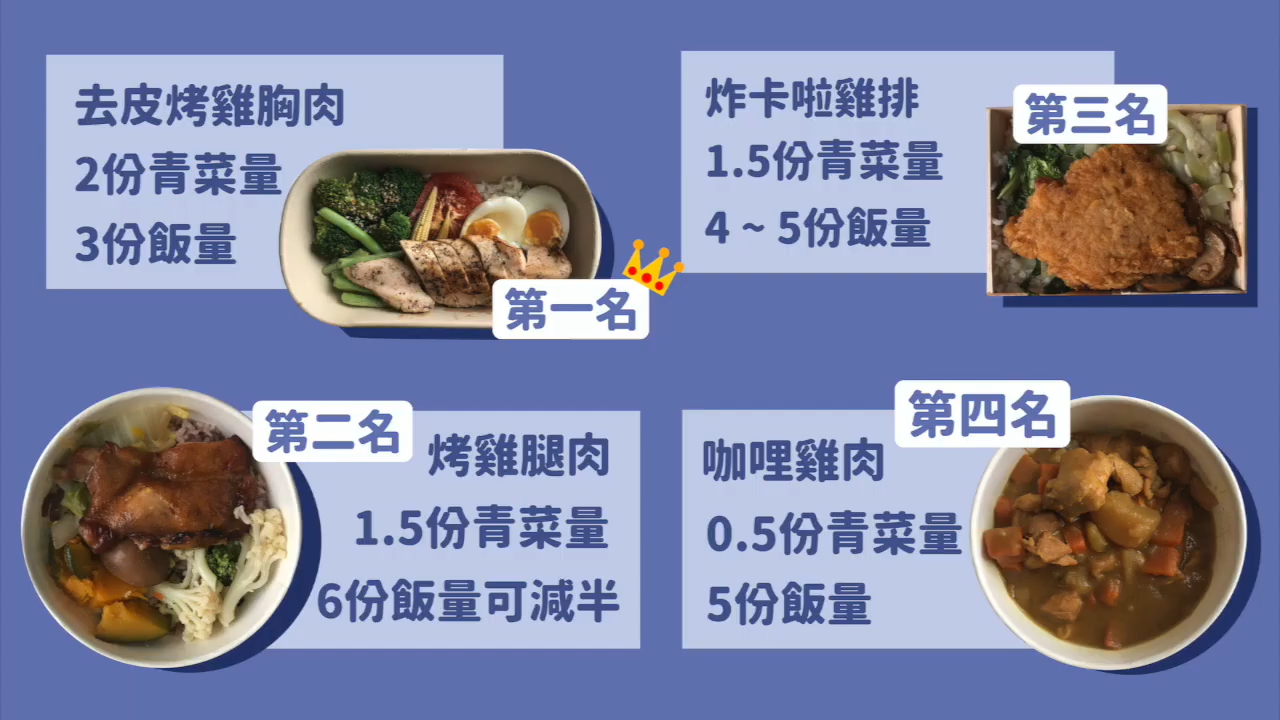 去皮烤雞胸肉
2份青菜量
3份飯量
第一名
炸卡啦雞排
1.5份青菜量
4 ~ 5份飯量
第三名
第二名
烤雞腿肉
1.5份青菜量
6份飯量可減半
第四名
咖哩雞肉
0.5份青菜量
5份飯量